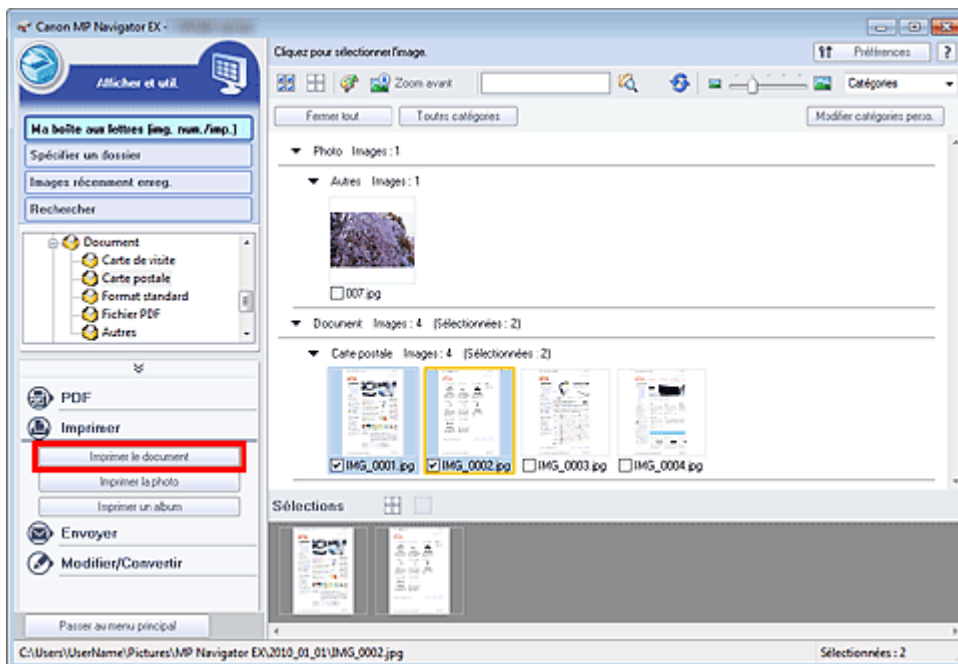 Canon MP Navigator EX -
Cliquez pour sélectionner l'image.
Préférences
?
Afficher et util.
Zoom avant
Catégories
Fermer tout
Toutes catégories
Modifier catégories perso.
Ma boîte aux lettres [img. num./imp.]
Spécifier un dossier
Images récemment enreg.
Rechercher
Document
Carte de visite
Carte postale
Format standard
Fichier PDF
Autres
PDF
Imprimer
Imprimer le document
Imprimer la photo
Imprimer un album
Envoyer
Modifier/Convertir
Passer au menu principal
Photo Images : 1
Autres Images : 1
007.jpg
Document Images : 4 (Sélectionnées : 2)
Carte postale Images : 4 (Sélectionnées : 2)
IMG_0001.jpg
IMG_0002.jpg
IMG_0003.jpg
IMG_0004.jpg
Sélections
C:\Users\UserName\Pictures\MP Navigator EX\2010_01_01\IMG_0002.jpg
Sélectionnées : 2